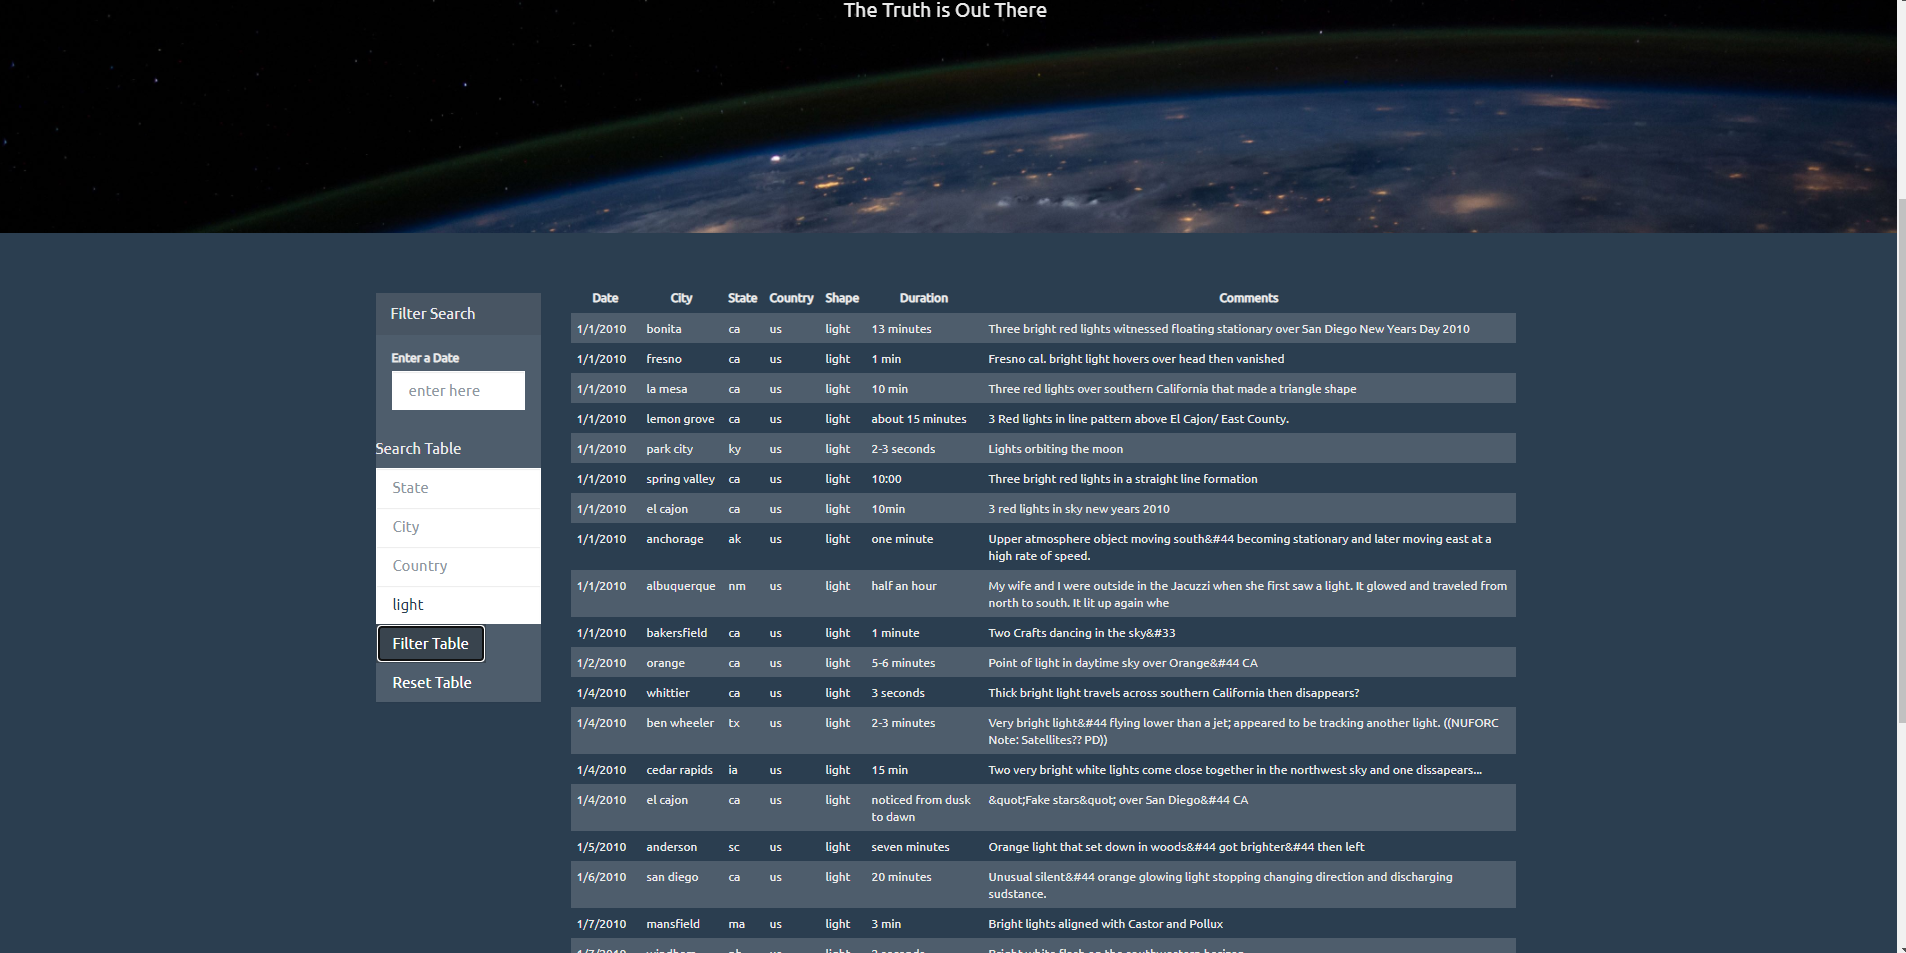 The Truth is Out There
Filter Search
Enter a Date
enter here
Search Table
State
City
Country
light
Filter Table
Reset Table
Date City State Country Shape Duration Comments
1/1/2010 bonita ca us light 13 minutes Three bright red lights witnessed floating stationary over San Diego New Years Day 2010
1/1/2010 fresno ca us light 1 min Fresno cal. bright light hovers over head then vanished
1/1/2010 la mesa ca us light 10 min Three red lights over southern California that made a triangle shape
1/1/2010 lemon grove ca us light about 15 minutes 3 Red lights in line pattern above El Cajon/ East County.
1/1/2010 park city ky us light 2-3 seconds Lights orbiting the moon
1/1/2010 spring valley ca us light 10:00 Three bright red lights in a straight line formation
1/1/2010 el cajon ca us light 10min 3 red lights in sky new years 2010
1/1/2010 anchorage ak us light one minute Upper atmosphere object moving south&#44 becoming stationary and later moving east at a
high rate of speed.
1/1/2010 albuquerque nm us light half an hour My wife and I were outside in the Jacuzzi when she first saw a light. It glowed and traveled from
north to south. It lit up again whe
1/1/2010 bakersfield ca us light 1 minute Two Crafts dancing in the sky&#33
1/2/2010 orange ca us light 5-6 minutes Point of light in daytime sky over Orange&#44 CA
1/4/2010 whittier ca us light 3 seconds Thick bright light travels across southern California then disappears?
1/4/2010 ben wheeler tx us light 2-3 minutes Very bright light&#44 flying lower than a jet; appeared to be tracking another light. ((NUFORC
Note: Satellites?? PD))
1/4/2010 cedar rapids ia us light 15 min Two very bright white lights come close together in the northwest sky and one dissapears...
1/4/2010 el cajon ca us light noticed from dusk &quot;Fake stars&quot; over San Diego&#44 CA
to dawn
1/5/2010 anderson sc us light seven minutes Orange light that set down in woods&#44 got brighter&#44 then left
1/6/2010 san diego ca us light 20 minutes Unusual silent&#44 orange glowing light stopping changing direction and discharging
sudstance.
1/7/2010 mansfield ma us light 3 min Bright lights aligned with Castor and Pollux